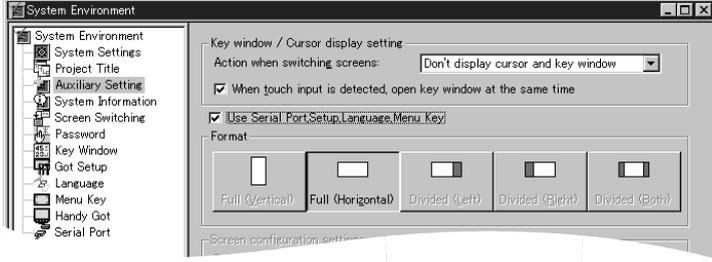 System Environment
System Environment
System Settings
Project Title
Auxiliary Setting
System Information
Screen Switching
Password
Key Window
Got Setup
Language
Menu Key
Handy Got
Serial Port
Key window / Cursor display setting
Action when switching screens:
Don't display cursor and key window
When touch input is detected, open key window at the same time
Use Serial Port,Setup,Language,Menu Key
Format
Full (Vertical)
Full (Horizontal)
Divided (Left)
Divided (Right)
Divided (Both)
Screen configuration settings